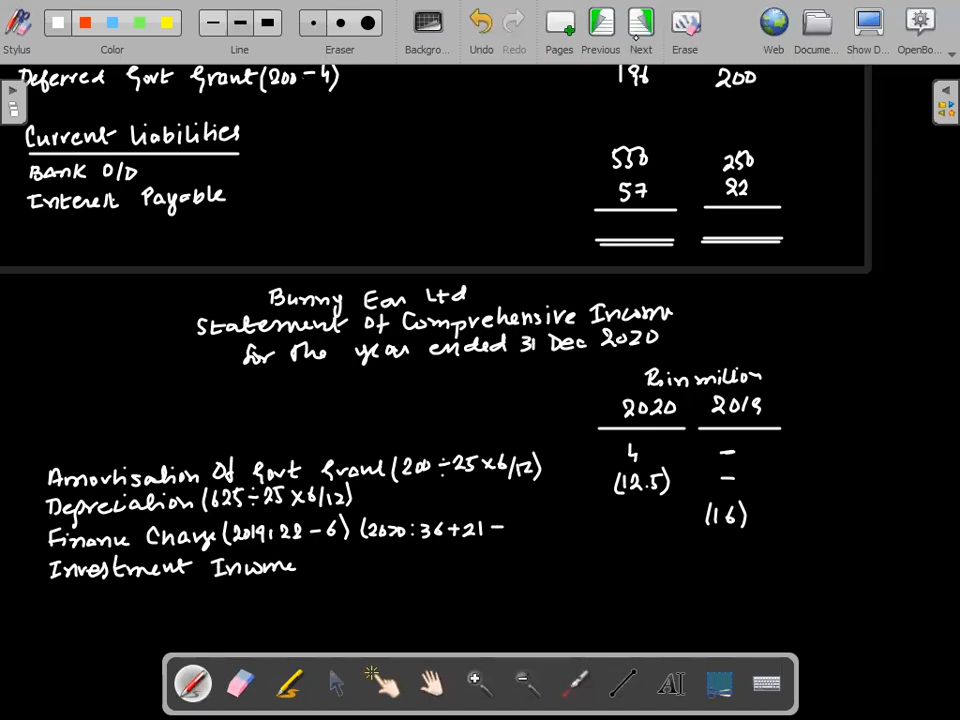 Stylus Color Line Eraser Backgro... Undo Redo Pages Previous Next Erase Web Docume... Show D... OpenBo...
Deferred Govt Grant (200-4) 196 200
Current Liabilities
Bank O/D 550 250
Interest Payable 57 22
Bunny Ear Ltd
Statement Of Comprehensive Income
for the year ended 31 Dec 2020
Rs in million
2020 2019
Amortisation Of Govt Grant (200÷25×6/12) 4 -
Depreciation (625÷25×6/12) (12.5) -
Finance Charge (2019: 22-6) (2020: 36+21- (16)
Investment Income